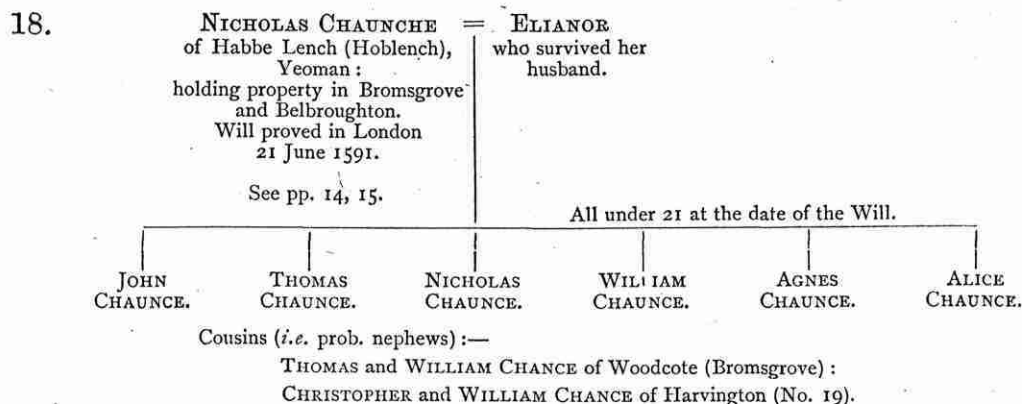 18.
NICHOLAS CHAUNCHE = ELIANOR
of Habbe Lench (Hoblench), who survived her
Yeoman : husband.
holding property in Bromsgrove
and Belbroughton.
Will proved in London
21 June 1591.
See pp. 14, 15.
All under 21 at the date of the Will.
JOHN THOMAS NICHOLAS WILLIAM AGNES ALICE
CHAUNCE. CHAUNCE. CHAUNCE. CHAUNCE. CHAUNCE. CHAUNCE.
Cousins (i.e. prob. nephews) :—
THOMAS and WILLIAM CHANCE of Woodcote (Bromsgrove) :
CHRISTOPHER and WILLIAM CHANCE of Harvington (No. 19).